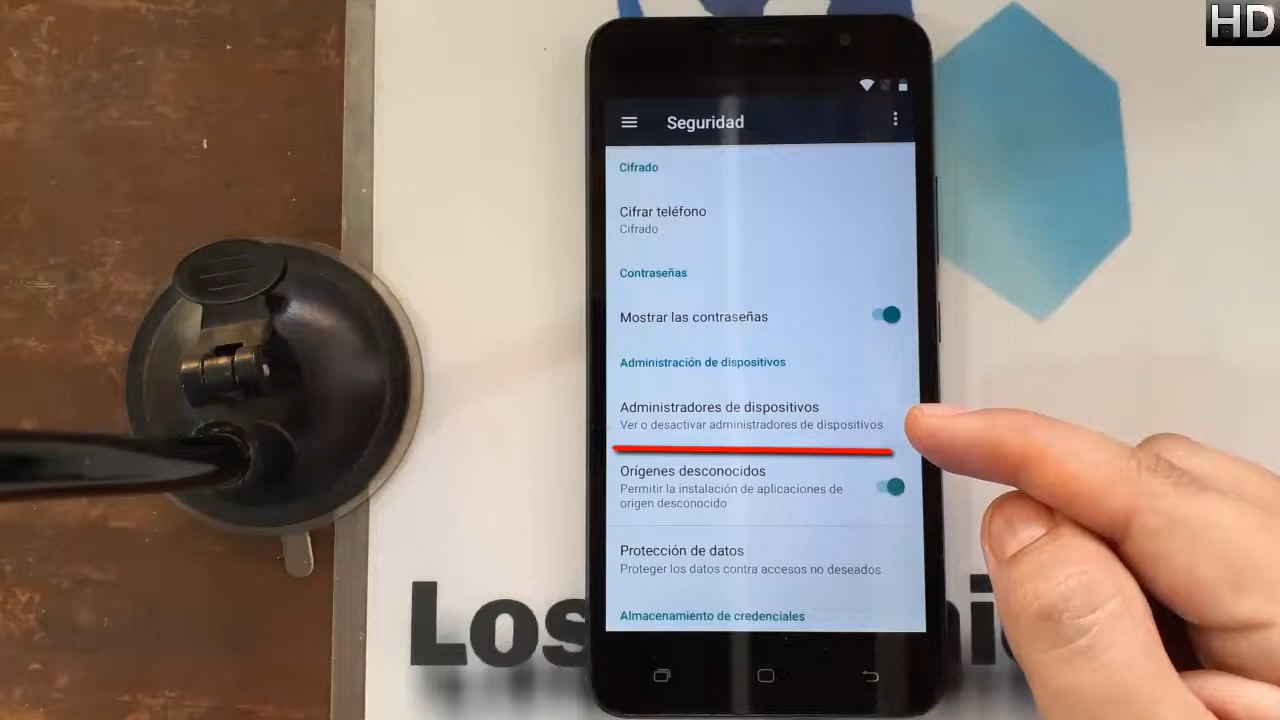 HD
Seguridad
Cifrado
Cifrar teléfono
Cifrado
Contraseñas
Mostrar las contraseñas
Administración de dispositivos
Administradores de dispositivos
Ver o desactivar administradores de dispositivos
Orígenes desconocidos
Permitir la instalación de aplicaciones de
origen desconocido
Protección de datos
Proteger los datos contra accesos no deseados
Almacenamiento de credenciales
Los